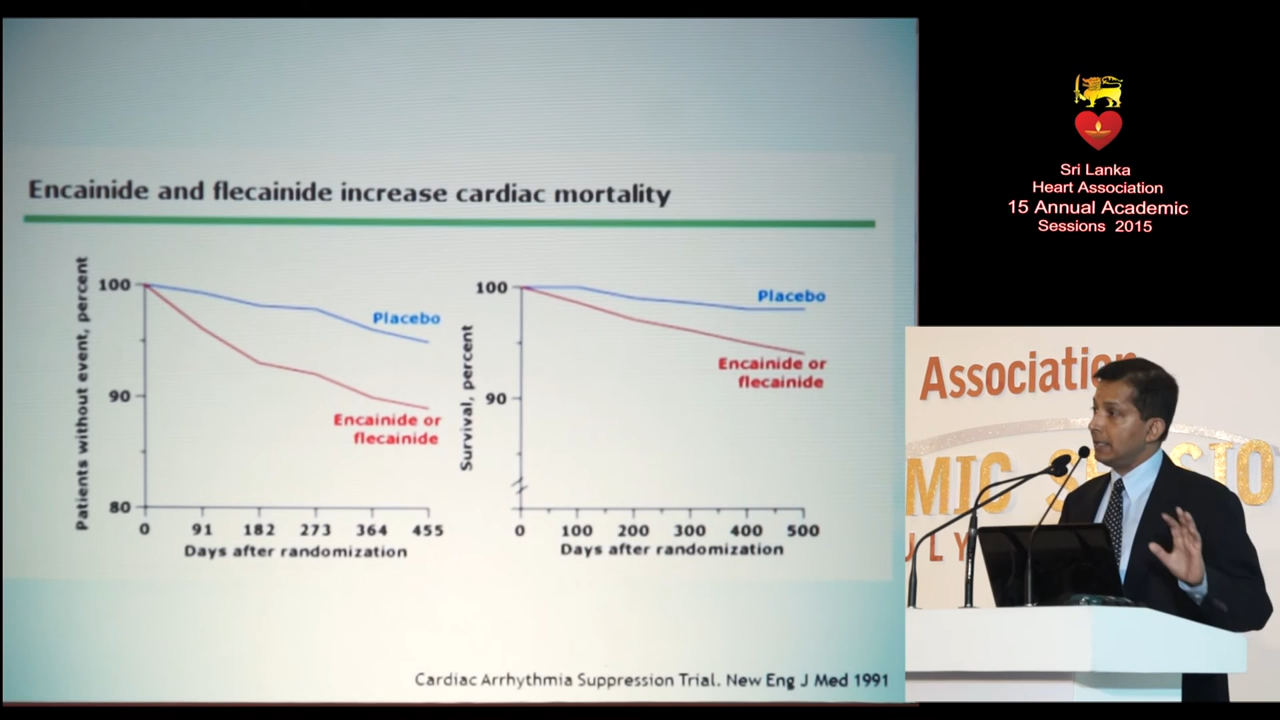 Encainide and flecainide increase cardiac mortality
Patients without event, percent
100
90
80
Placebo
Encainide or
flecainide
0 91 182 273 364 455
Days after randomization
Survival, percent
100
90
Placebo
Encainide or
flecainide
0 100 200 300 400 500
Days after randomization
Cardiac Arrhythmia Suppression Trial. New Eng J Med 1991
Sri Lanka
Heart Association
15 Annual Academic
Sessions 2015
Association